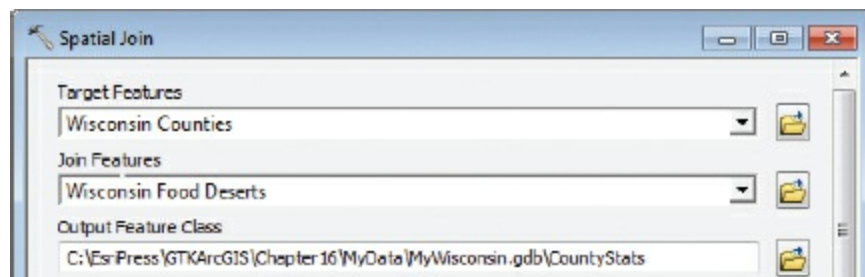 Spatial Join
Target Features
Wisconsin Counties
Join Features
Wisconsin Food Deserts
Output Feature Class
C:\EsriPress\GTKArcGIS\Chapter16\MyData\MyWisconsin.gdb\CountyStats